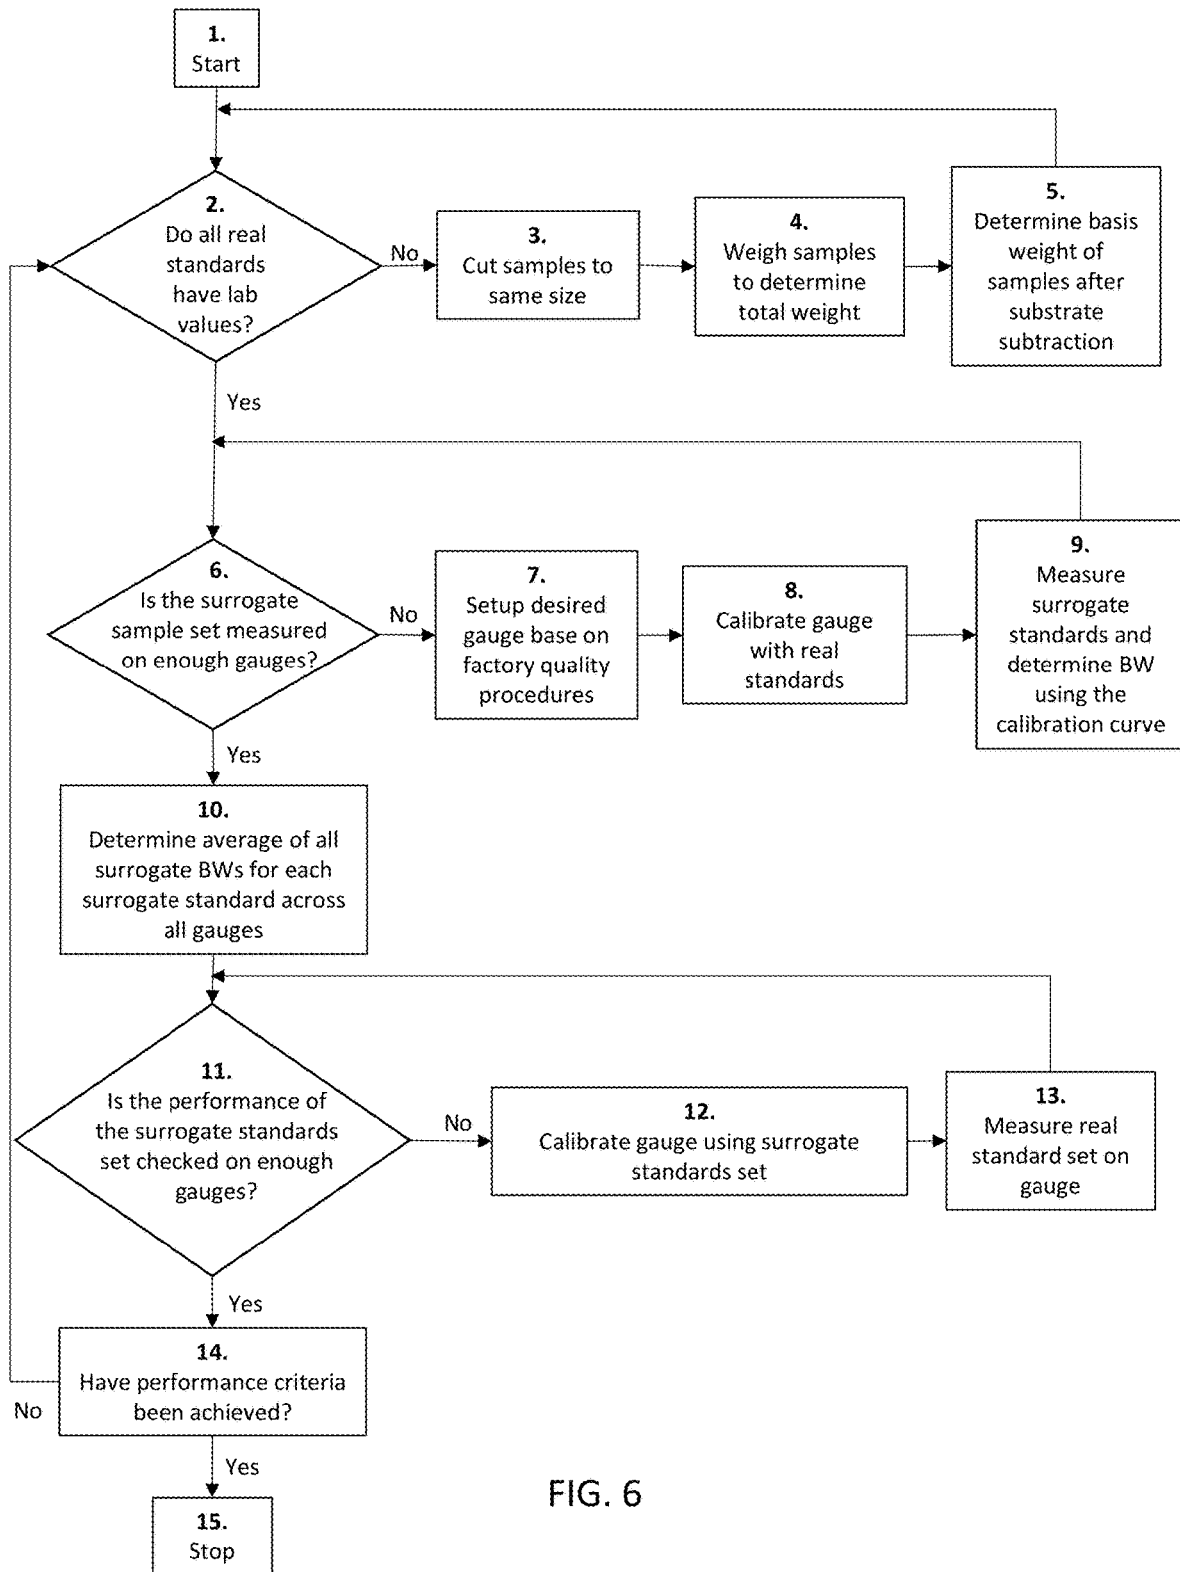 1.
Start
2.
Do all real
standards
have lab
values?
No
3.
Cut samples to
same size
4.
Weigh samples
to determine
total weight
5.
Determine basis
weight of
samples after
substrate
subtraction
Yes
6.
Is the surrogate
sample set measured
on enough gauges?
No
7.
Setup desired
gauge base on
factory quality
procedures
8.
Calibrate gauge
with real
standards
9.
Measure
surrogate
standards and
determine BW
using the
calibration curve
Yes
10.
Determine average of all
surrogate BWs for each
surrogate standard across
all gauges
11.
Is the performance of
the surrogate standards
set checked on enough
gauges?
No
12.
Calibrate gauge using surrogate
standards set
13.
Measure real
standard set on
gauge
Yes
14.
Have performance criteria
been achieved?
No
Yes
15.
Stop
FIG. 6